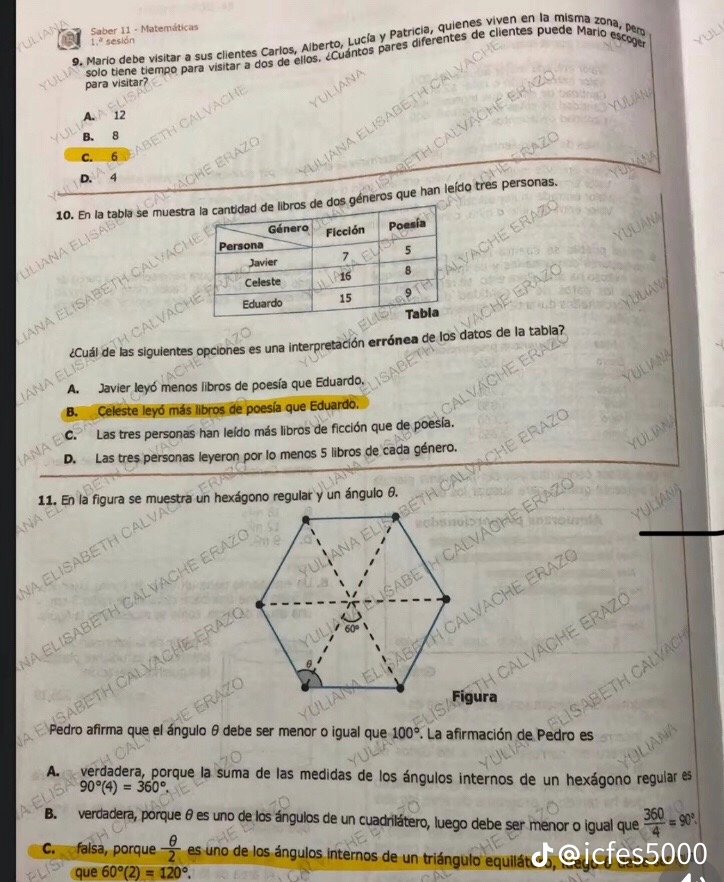 Saber 11 - Matemáticas
1.ª sesión
9. Mario debe visitar a sus clientes Carlos, Alberto, Lucía y Patricia, quienes viven en la misma zona, pero
solo tiene tiempo para visitar a dos de ellos. ¿Cuántos pares diferentes de clientes puede Mario escoger
para visitar?
A. 12
B. 8
C. 6
D. 4
10. En la tabla se muestra la cantidad de libros de dos géneros que han leído tres personas.
Género Ficción Poesía
Persona
Javier 7 5
Celeste 16 8
Eduardo 15 9
Tabla
¿Cuál de las siguientes opciones es una interpretación errónea de los datos de la tabla?
A. Javier leyó menos libros de poesía que Eduardo.
B. Celeste leyó más libros de poesía que Eduardo.
C. Las tres personas han leído más libros de ficción que de poesía.
D. Las tres personas leyeron por lo menos 5 libros de cada género.
11. En la figura se muestra un hexágono regular y un ángulo θ.
60°
θ
Figura
Pedro afirma que el ángulo θ debe ser menor o igual que 100°. La afirmación de Pedro es
A. verdadera, porque la suma de las medidas de los ángulos internos de un hexágono regular es
90°(4) = 360°.
B. verdadera, porque θ es uno de los ángulos de un cuadrilátero, luego debe ser menor o igual que 360/4 = 90°.
C. falsa, porque θ/2 es uno de los ángulos internos de un triángulo
que 60°(2) = 120°.
@icfes5000
YULIANA ELISABETH CALVACHE ERAZO